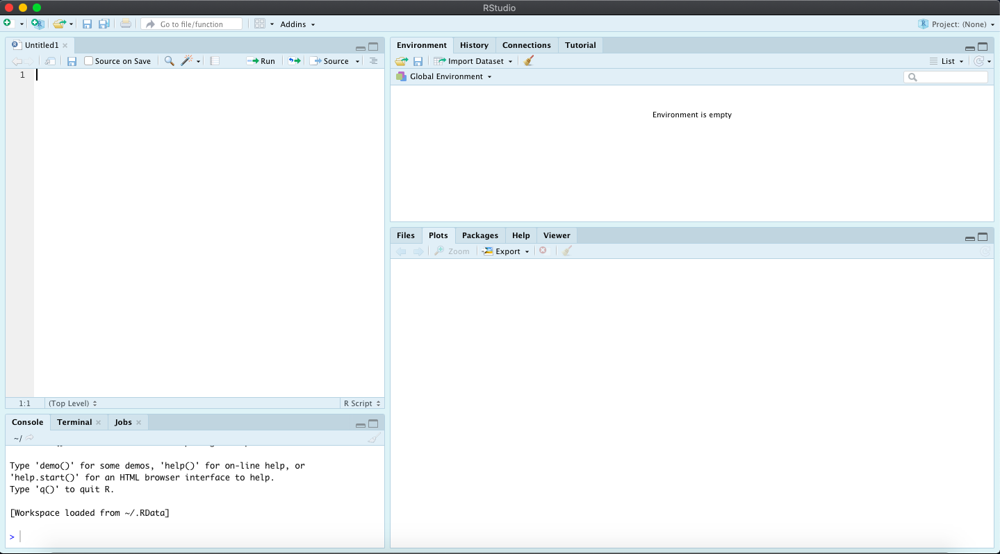 RStudio
Go to file/function
Addins
Project: (None)
Untitled1
Source on Save
Run
Source
1
1:1
(Top Level)
R Script
Console Terminal Jobs
~/
Type 'demo()' for some demos, 'help()' for on-line help, or
'help.start()' for an HTML browser interface to help.
Type 'q()' to quit R.
[Workspace loaded from ~/.RData]
>
Environment History Connections Tutorial
Import Dataset
List
Global Environment
Environment is empty
Files Plots Packages Help Viewer
Zoom
Export